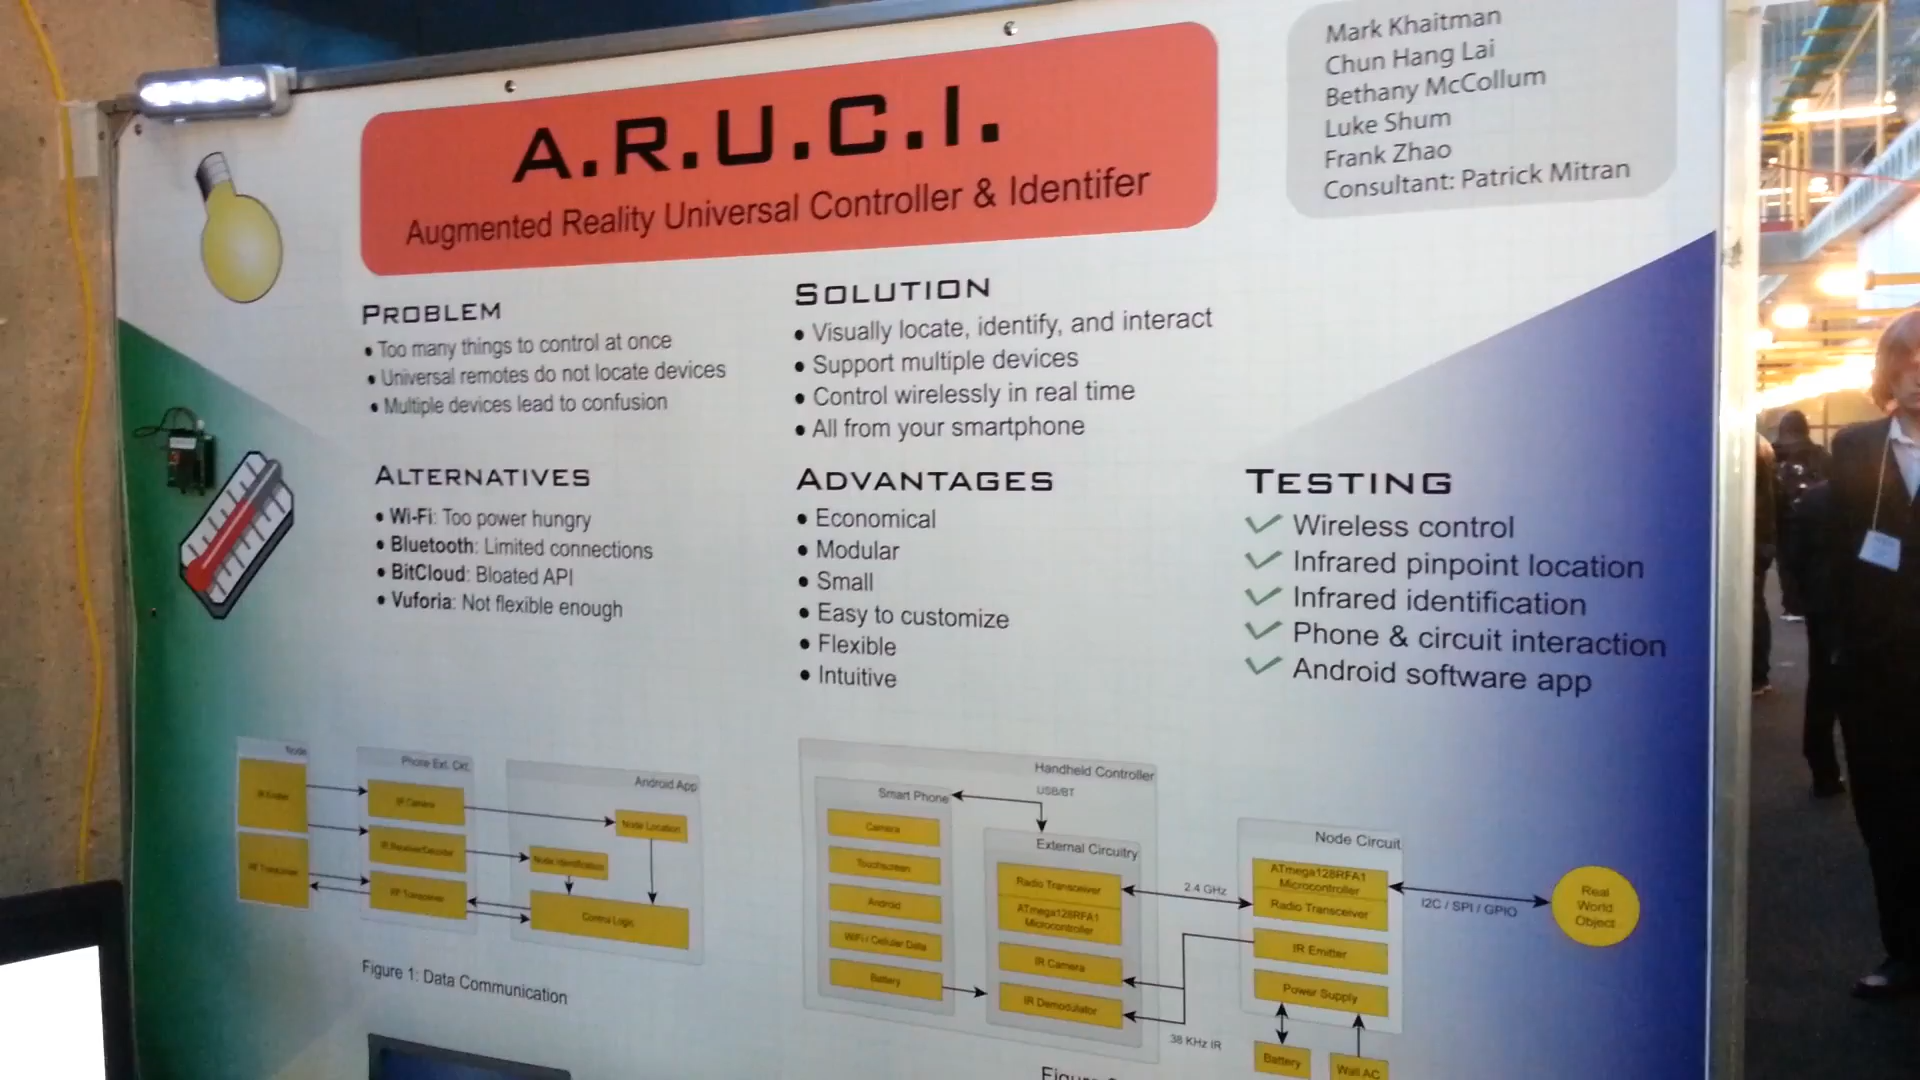 A.R.U.C.I.
Augmented Reality Universal Controller & Identifer
Mark Khaitman
Chun Hang Lai
Bethany McCollum
Luke Shum
Frank Zhao
Consultant: Patrick Mitran
PROBLEM
• Too many things to control at once
• Universal remotes do not locate devices
• Multiple devices lead to confusion
SOLUTION
• Visually locate, identify, and interact
• Support multiple devices
• Control wirelessly in real time
• All from your smartphone
ALTERNATIVES
• Wi-Fi: Too power hungry
• Bluetooth: Limited connections
• BitCloud: Bloated API
• Vuforia: Not flexible enough
ADVANTAGES
• Economical
• Modular
• Small
• Easy to customize
• Flexible
• Intuitive
TESTING
✓ Wireless control
✓ Infrared pinpoint location
✓ Infrared identification
✓ Phone & circuit interaction
✓ Android software app
Node
IR Emitter
RF Transceiver
Phone Ext. Ckt.
IR Camera
IR Receiver/Decoder
RF Transceiver
Android App
Node Location
Node Identification
Control Logic
Figure 1: Data Communication
Handheld Controller
Smart Phone
USB/BT
Camera
Touchscreen
Android
WiFi / Cellular Data
Battery
External Circuitry
Radio Transceiver
ATmega128RFA1
Microcontroller
IR Camera
IR Demodulator
2.4 GHz
38 KHz IR
Node Circuit
ATmega128RFA1
Microcontroller
Radio Transceiver
IR Emitter
Power Supply
Battery
Wall AC
I2C / SPI / GPIO
Real
World
Object